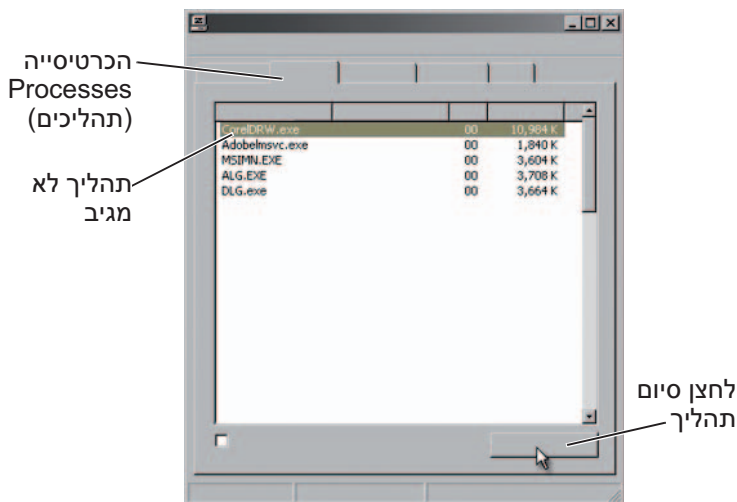 הכרטיסייה
Processes
(תהליכים)
CorelDRW.exe 00 10,984 K
Adobelmsvc.exe 00 1,840 K
MSIMN.EXE 00 3,604 K
ALG.EXE 00 3,708 K
DLG.exe 00 3,664 K
תהליך לא
מגיב
לחצן סיום
תהליך